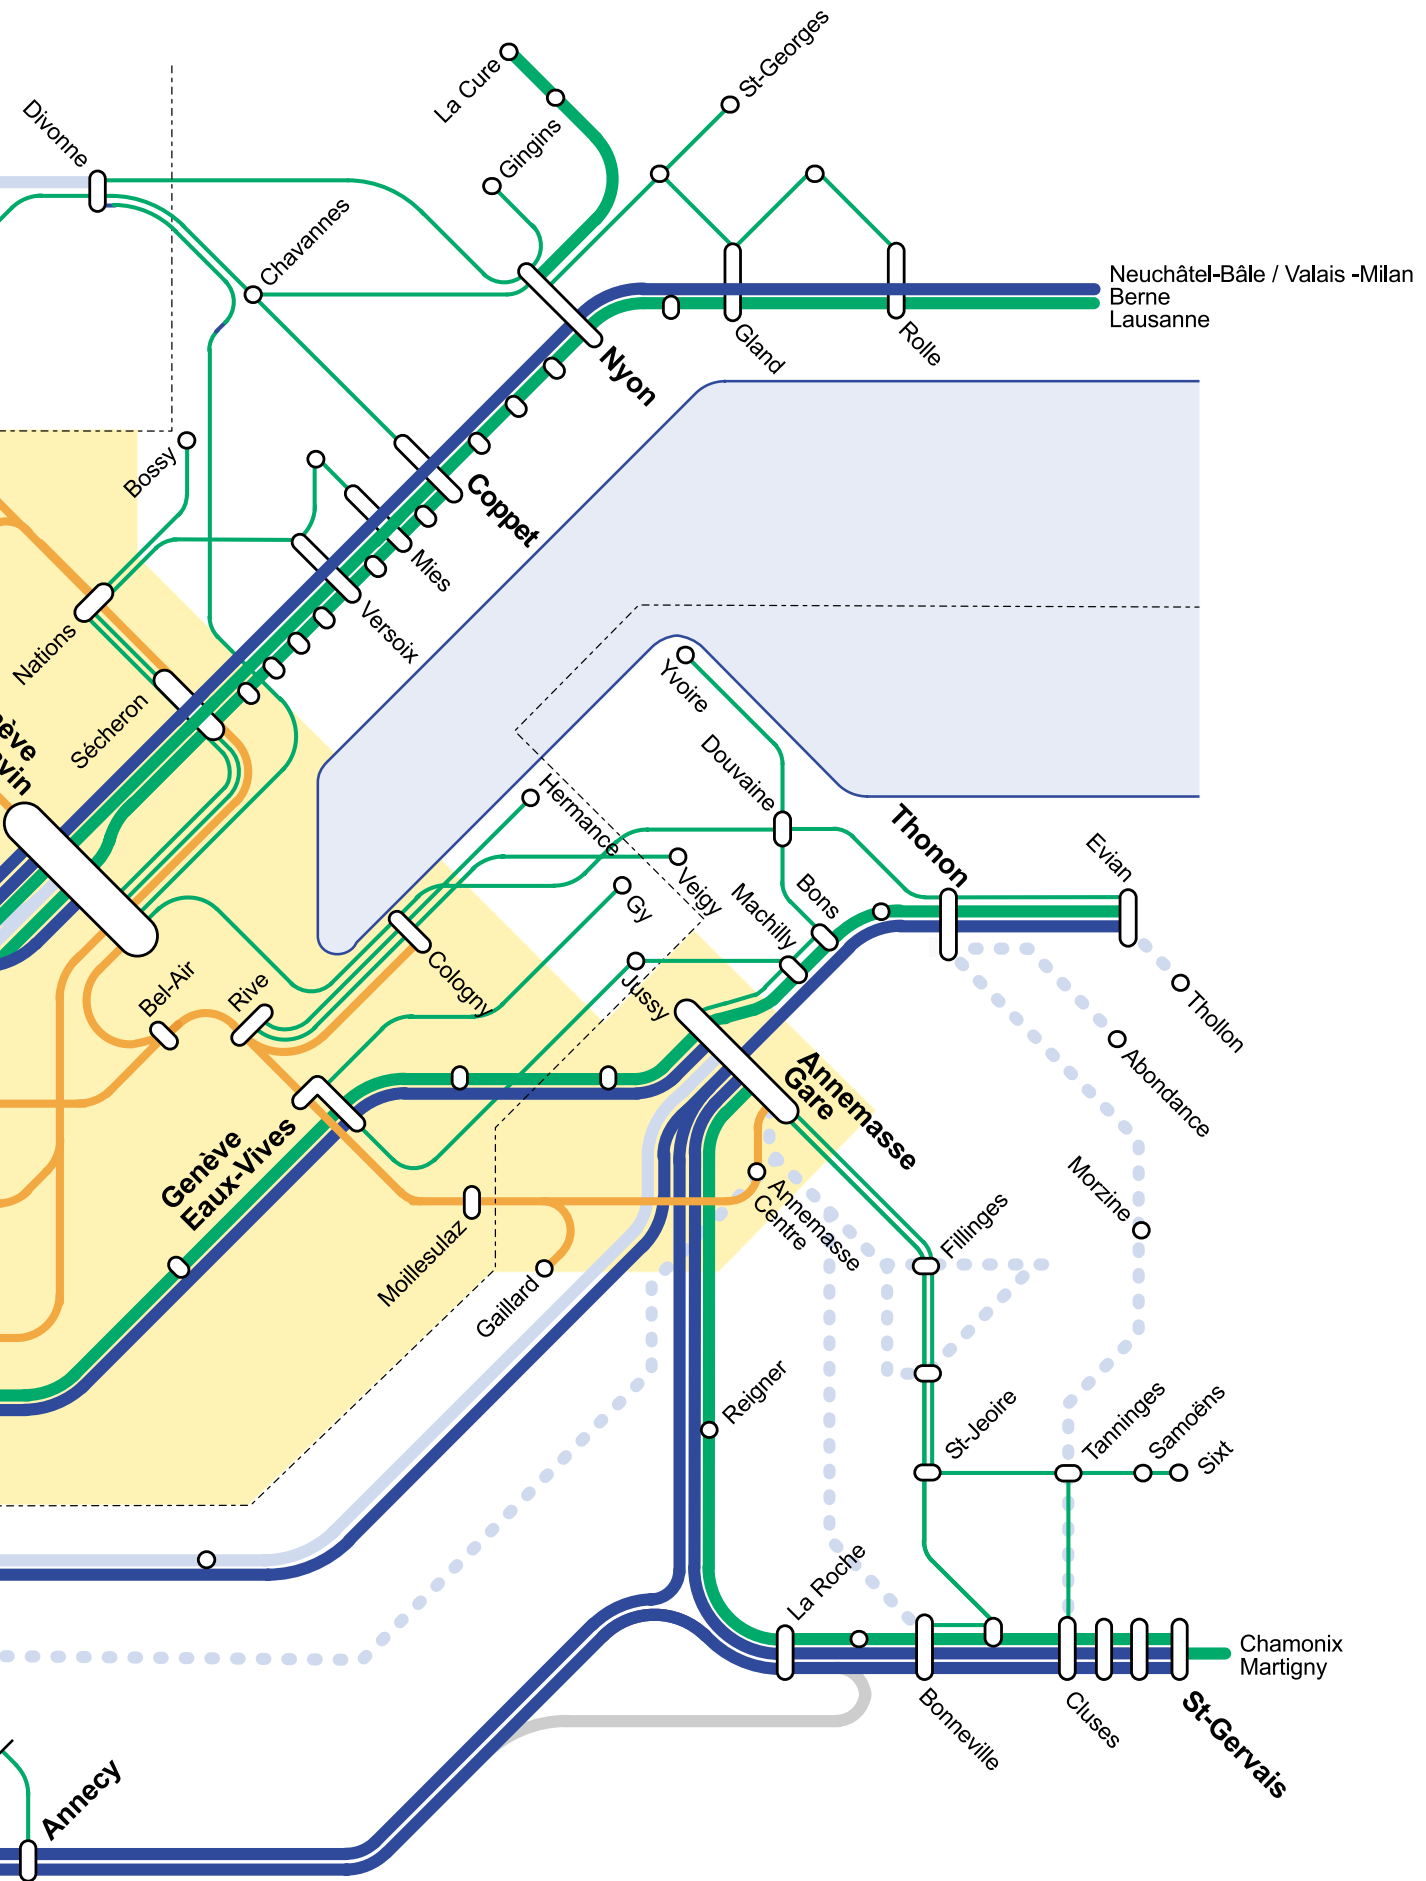 La Cure
St-Georges
Divonne
Gingins
Chavannes
Neuchâtel-Bâle / Valais -Milan
Berne
Lausanne
Gland
Rolle
Nyon
Bossy
Coppet
Mies
Versoix
Nations
Sécheron
ève
vin
Yvoire
Douvaine
Hermance
Thonon
Evian
Veigy
Gy
Machilly
Bons
Cologny
Jussy
Bel-Air
Rive
Thollon
Abondance
Annemasse
Gare
Genève
Eaux-Vives
Morzine
Annemasse
Centre
Fillinges
Moillesulaz
Gaillard
Reigner
St-Jeoire
Tanninges
Samoëns
Sixt
La Roche
Chamonix
Martigny
Bonneville
Cluses
St-Gervais
Annecy